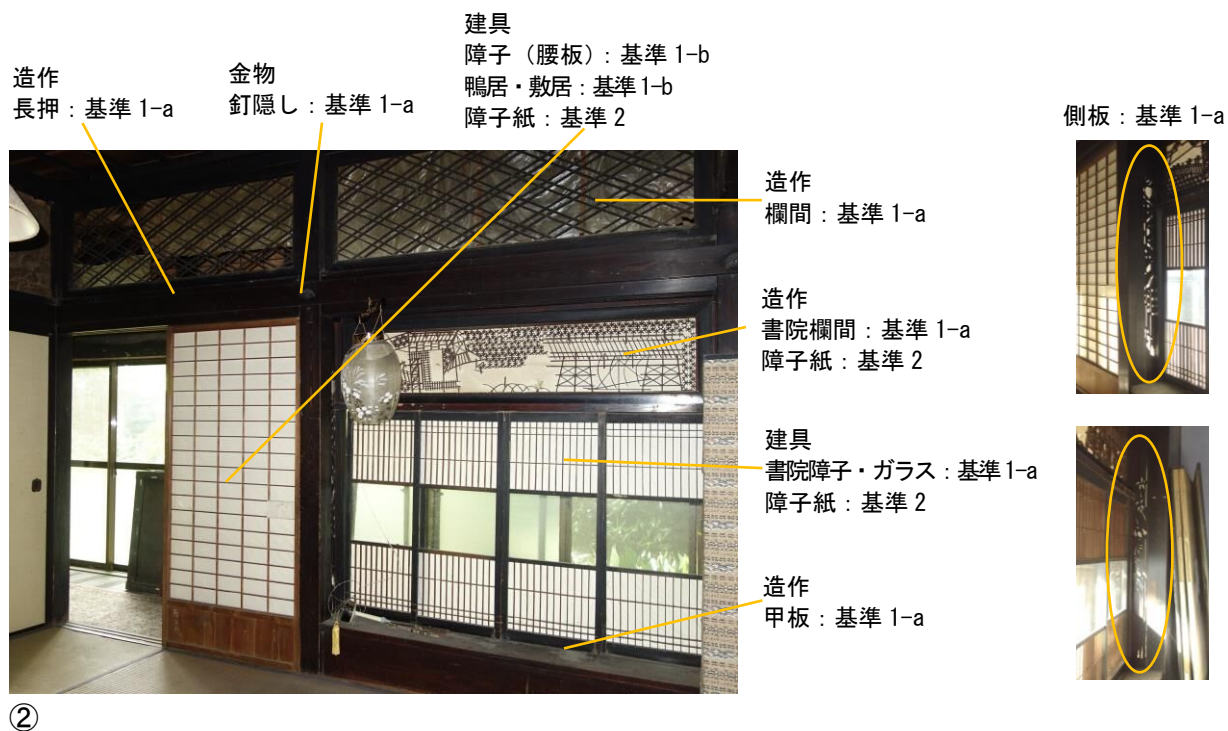 造作
長押：基準 1-a
金物
釘隠し：基準 1-a
建具
障子（腰板）：基準 1-b
鴨居・敷居：基準 1-b
障子紙：基準 2
側板：基準 1-a
造作
欄間：基準 1-a
造作
書院欄間：基準 1-a
障子紙：基準 2
建具
書院障子・ガラス：基準 1-a
障子紙：基準 2
造作
甲板：基準 1-a
②